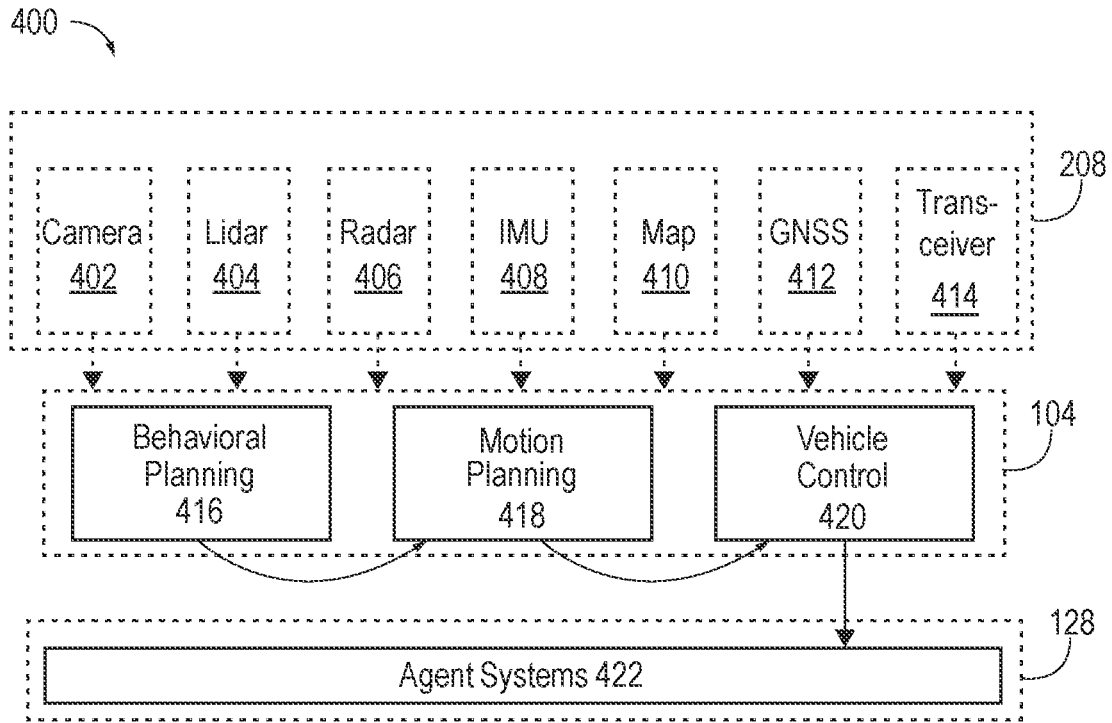 400
208
Camera
402
Lidar
404
Radar
406
IMU
408
Map
410
GNSS
412
Trans-
ceiver
414
104
Behavioral
Planning
416
Motion
Planning
418
Vehicle
Control
420
128
Agent Systems 422